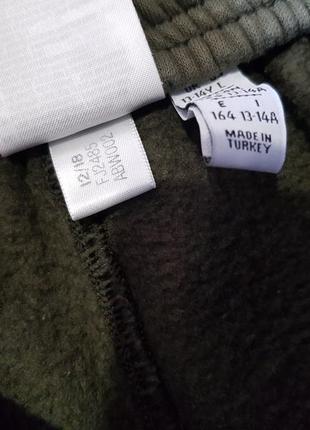 12/18
FJ2485
ABW002
13-14Y L
E I
164 13-14A
MADE IN
TURKEY